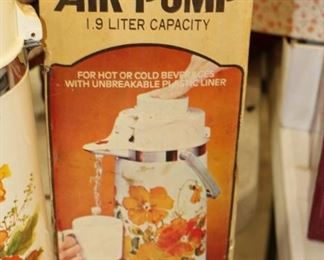 AIR PUMP
1.9 LITER CAPACITY
FOR HOT OR COLD BEVERAGES
WITH UNBREAKABLE PLASTIC LINER